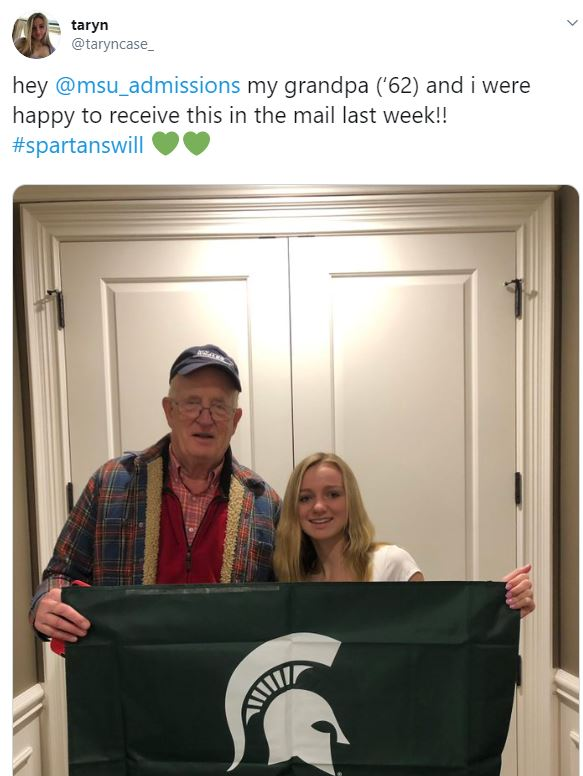 taryn
@taryncase_
hey @msu_admissions my grandpa (‘62) and i were
happy to receive this in the mail last week!!
#spartanswill 💚💚